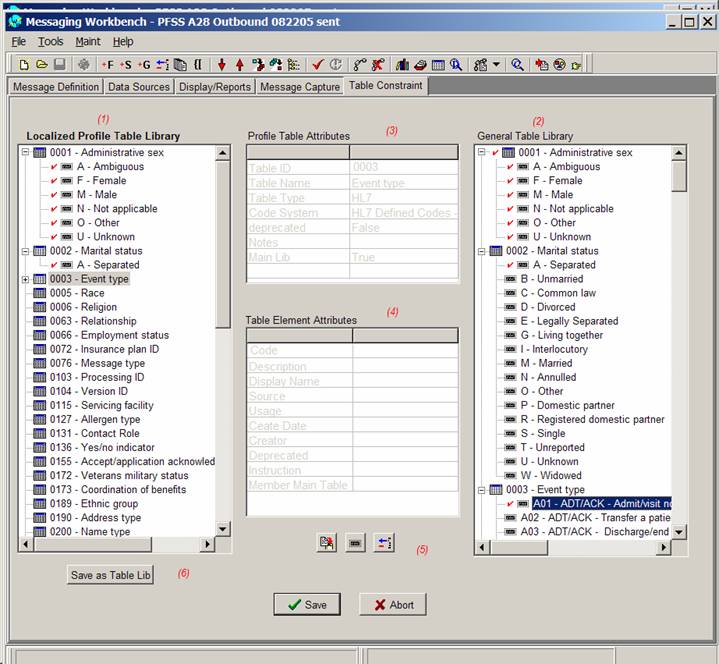 Messaging Workbench - PFSS A28 Outbound 082205 sent
File Tools Maint Help
+F +S +G
Message Definition Data Sources Display/Reports Message Capture Table Constraint
(1)
Localized Profile Table Library
0001 - Administrative sex
A - Ambiguous
F - Female
M - Male
N - Not applicable
O - Other
U - Unknown
0002 - Marital status
A - Separated
0003 - Event type
0005 - Race
0006 - Religion
0063 - Relationship
0066 - Employment status
0072 - Insurance plan ID
0076 - Message type
0103 - Processing ID
0104 - Version ID
0115 - Servicing facility
0127 - Allergen type
0131 - Contact Role
0136 - Yes/no indicator
0155 - Accept/application acknowled
0172 - Veterans military status
0173 - Coordination of benefits
0189 - Ethnic group
0190 - Address type
0200 - Name type
Save as Table Lib (6)
Profile Table Attributes (3)
Table ID 0003
Table Name Event type
Table Type HL7
Code System HL7 Defined Codes -
deprecated False
Notes
Main Lib True
Table Element Attributes (4)
Code
Description
Display Name
Source
Usage
Ceate Date
Creator
Deprecated
Instruction
Member Main Table
(5)
Save Abort
(2)
General Table Library
0001 - Administrative sex
A - Ambiguous
F - Female
M - Male
N - Not applicable
O - Other
U - Unknown
0002 - Marital status
A - Separated
B - Unmarried
C - Common law
D - Divorced
E - Legally Separated
G - Living together
I - Interlocutory
M - Married
N - Annulled
O - Other
P - Domestic partner
R - Registered domestic partner
S - Single
T - Unreported
U - Unknown
W - Widowed
0003 - Event type
A01 - ADT/ACK - Admit/visit no
A02 - ADT/ACK - Transfer a patie
A03 - ADT/ACK - Discharge/end